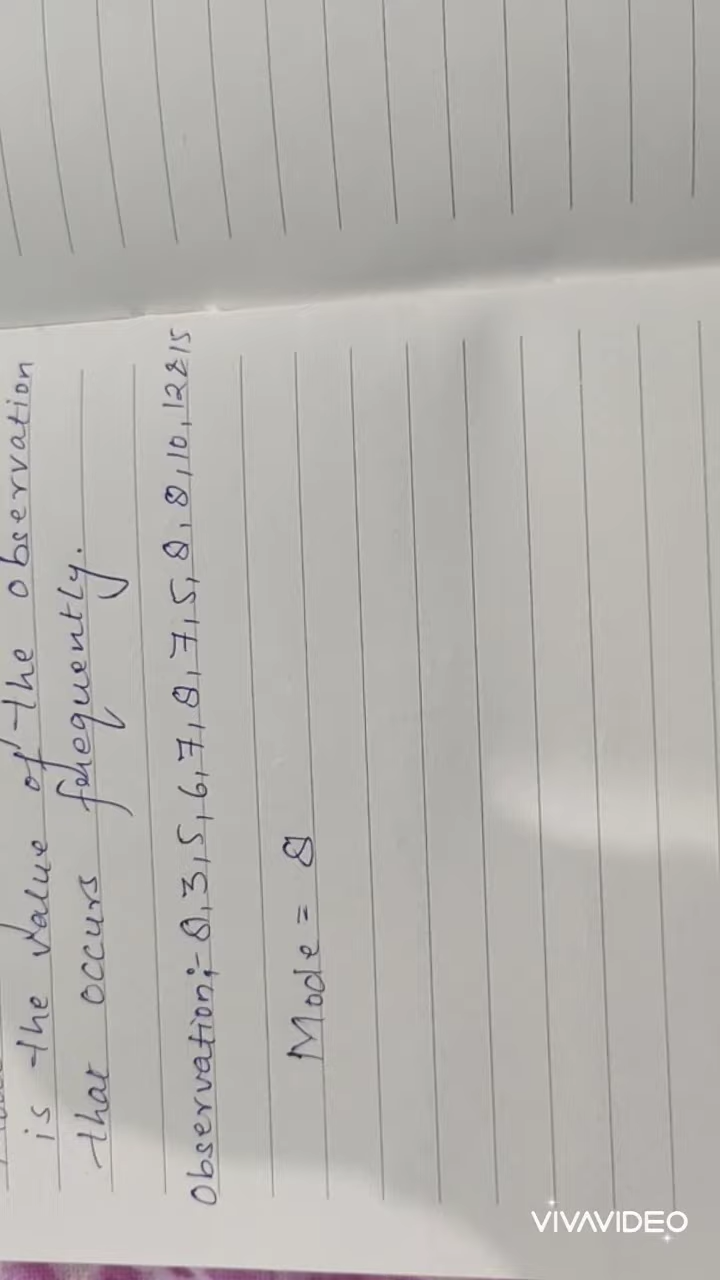 is the value of the observation
that occurs frequently.
Observation:- 8,3,5,6,7,8,7,5,8,8,10,12&15
Mode = 8
VIVAVIDEO